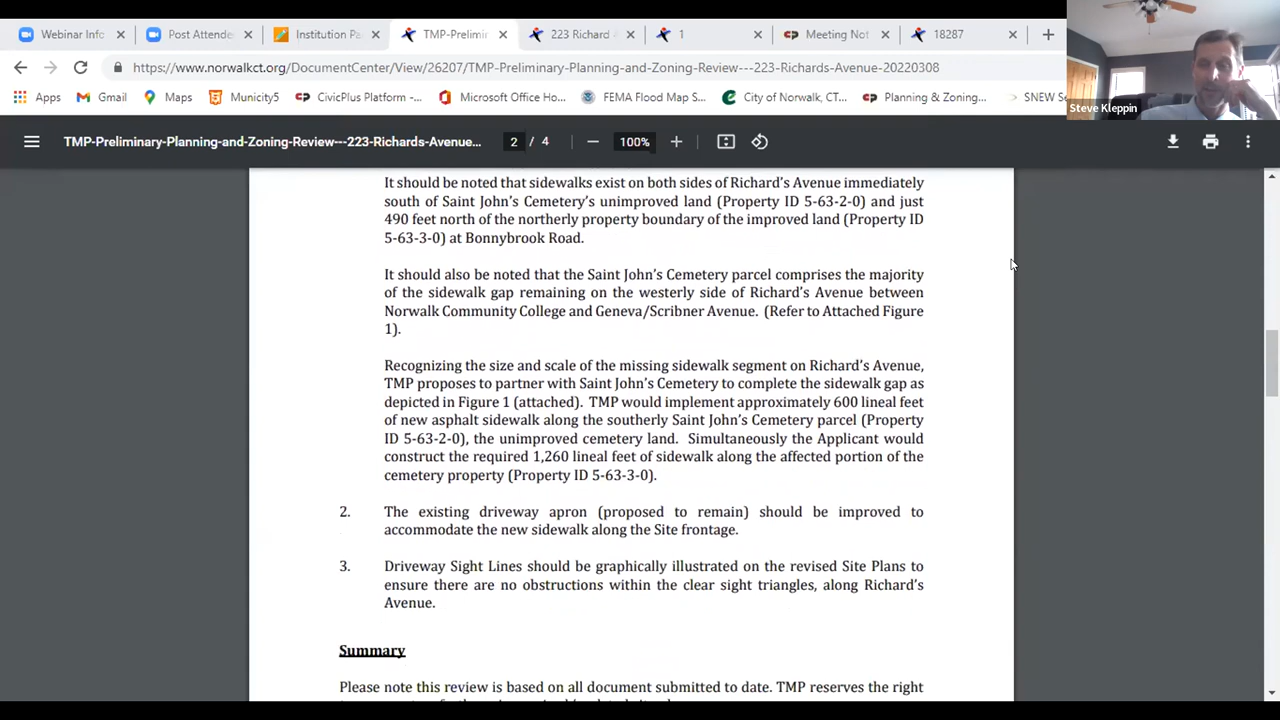 Webinar Info
Post Attende
Institution Pa
TMP-Prelimin
223 Richard
1
Meeting Not
18287
https://www.norwalkct.org/DocumentCenter/View/26207/TMP-Preliminary-Planning-and-Zoning-Review---223-Richards-Avenue-20220308
Apps
Gmail
Maps
Municity5
CivicPlus Platform -...
Microsoft Office Ho...
FEMA Flood Map S...
City of Norwalk, CT...
Planning & Zoning...
SNEW S
Steve Kleppin
TMP-Preliminary-Planning-and-Zoning-Review---223-Richards-Avenue...
2 / 4
100%
It should be noted that sidewalks exist on both sides of Richard's Avenue immediately
south of Saint John's Cemetery's unimproved land (Property ID 5-63-2-0) and just
490 feet north of the northerly property boundary of the improved land (Property ID
5-63-3-0) at Bonnybrook Road.
It should also be noted that the Saint John's Cemetery parcel comprises the majority
of the sidewalk gap remaining on the westerly side of Richard's Avenue between
Norwalk Community College and Geneva/Scribner Avenue. (Refer to Attached Figure
1).
Recognizing the size and scale of the missing sidewalk segment on Richard's Avenue,
TMP proposes to partner with Saint John's Cemetery to complete the sidewalk gap as
depicted in Figure 1 (attached). TMP would implement approximately 600 lineal feet
of new asphalt sidewalk along the southerly Saint John's Cemetery parcel (Property
ID 5-63-2-0), the unimproved cemetery land. Simultaneously the Applicant would
construct the required 1,260 lineal feet of sidewalk along the affected portion of the
cemetery property (Property ID 5-63-3-0).
2. The existing driveway apron (proposed to remain) should be improved to
accommodate the new sidewalk along the Site frontage.
3. Driveway Sight Lines should be graphically illustrated on the revised Site Plans to
ensure there are no obstructions within the clear sight triangles, along Richard's
Avenue.
Summary
Please note this review is based on all document submitted to date. TMP reserves the right